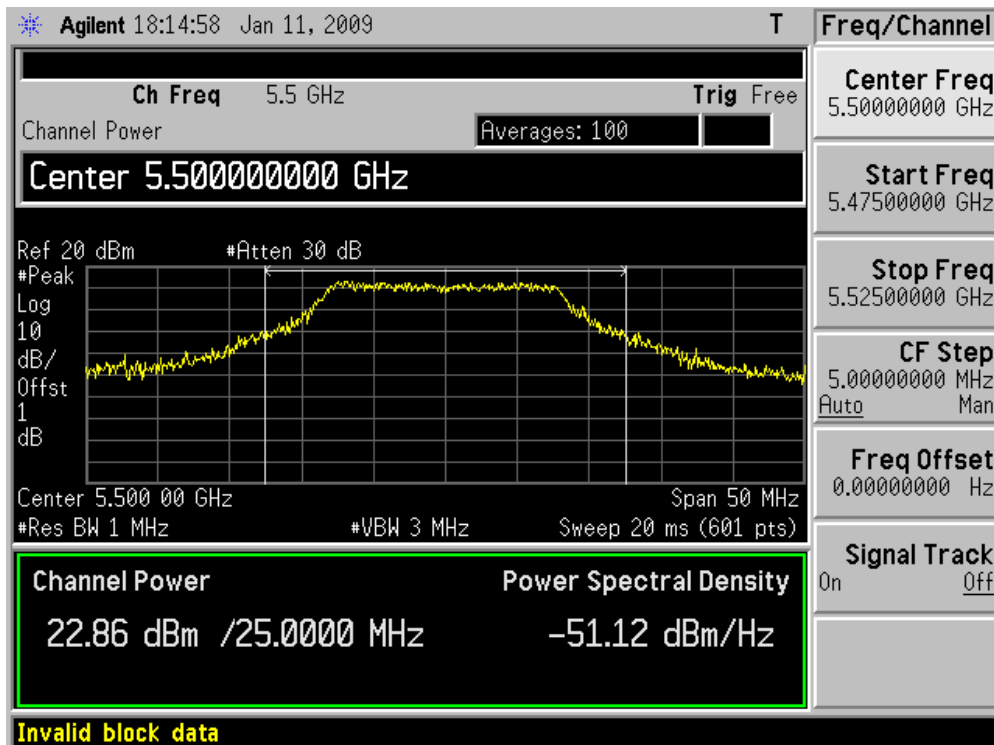 Agilent 18:14:58 Jan 11, 2009 T
Ch Freq 5.5 GHz Trig Free
Channel Power Averages: 100
Center 5.500000000 GHz
Ref 20 dBm #Atten 30 dB
#Peak
Log
10
dB/
Offst
1
dB
Center 5.500 00 GHz Span 50 MHz
#Res BW 1 MHz #VBW 3 MHz Sweep 20 ms (601 pts)
Channel Power Power Spectral Density
22.86 dBm /25.0000 MHz -51.12 dBm/Hz
Invalid block data
Freq/Channel
Center Freq
5.50000000 GHz
Start Freq
5.47500000 GHz
Stop Freq
5.52500000 GHz
CF Step
5.00000000 MHz
Auto Man
Freq Offset
0.00000000 Hz
Signal Track
On Off